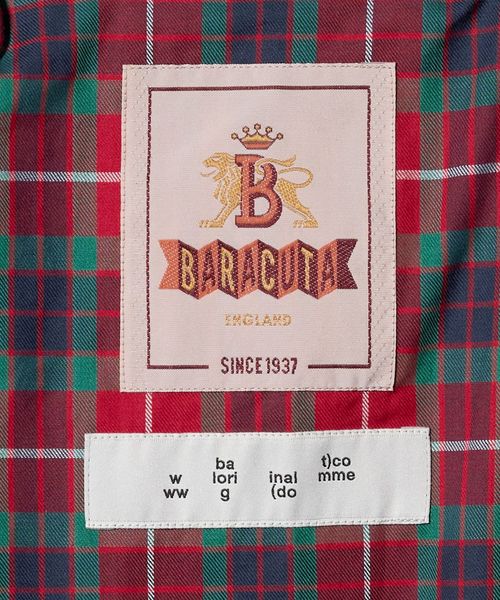 B
BARACUTA
ENGLAND
SINCE 1937
ba t)co
w lori inal mme
ww g (do